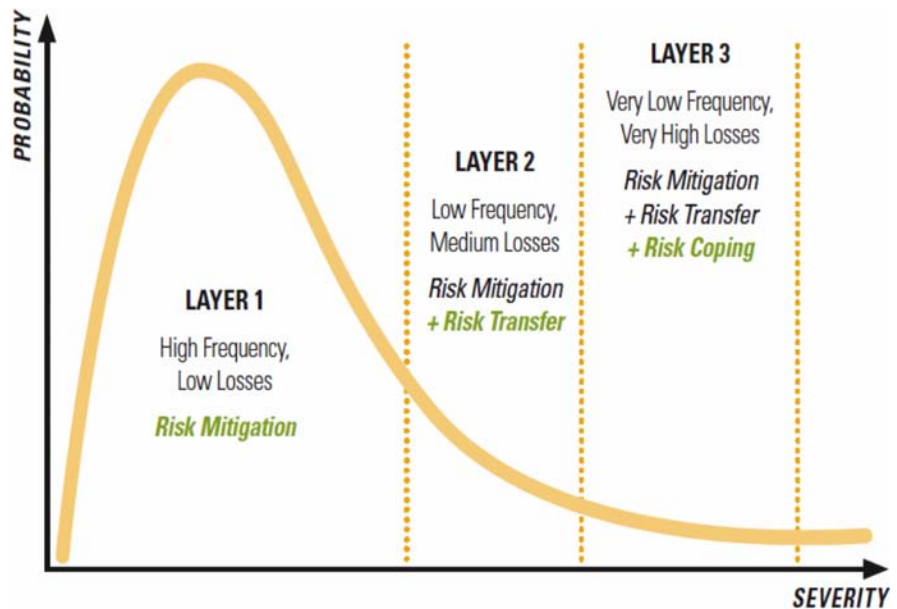 PROBABILITY
LAYER 1
High Frequency,
Low Losses
Risk Mitigation
LAYER 2
Low Frequency,
Medium Losses
Risk Mitigation
+ Risk Transfer
LAYER 3
Very Low Frequency,
Very High Losses
Risk Mitigation
+ Risk Transfer
+ Risk Coping
SEVERITY